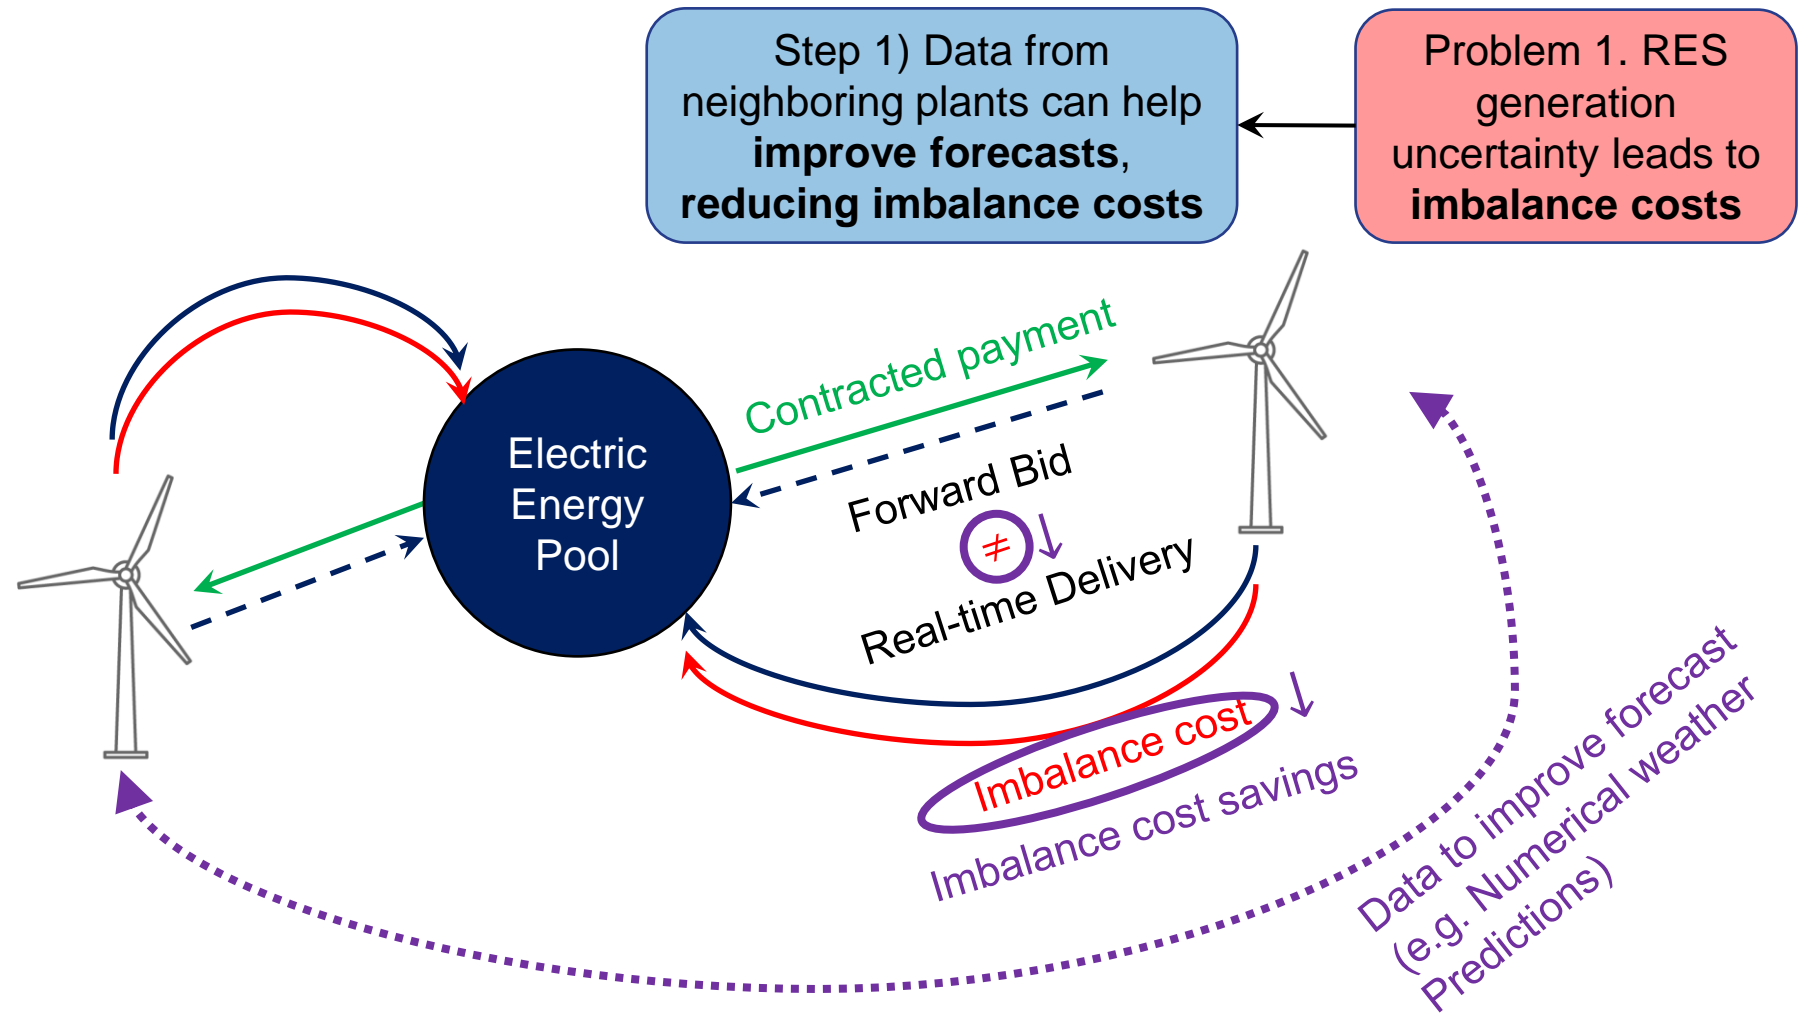 Step 1) Data from
neighboring plants can help
improve forecasts,
reducing imbalance costs
Problem 1. RES
generation
uncertainty leads to
imbalance costs
Contracted payment
Electric
Energy
Pool
Forward Bid
≠ ↓
Real-time Delivery
Imbalance cost ↓
Imbalance cost savings
Data to improve forecast
(e.g. Numerical weather
Predictions)